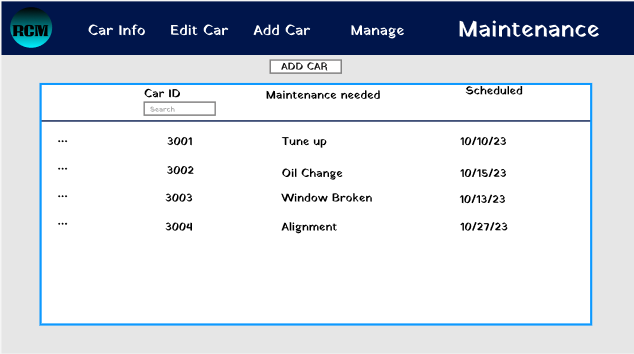 RCM Car Info Edit Car Add Car Manage Maintenance
ADD CAR
Car ID Maintenance needed Scheduled
Search
... 3001 Tune up 10/10/23
... 3002 Oil Change 10/15/23
... 3003 Window Broken 10/13/23
... 3004 Alignment 10/27/23